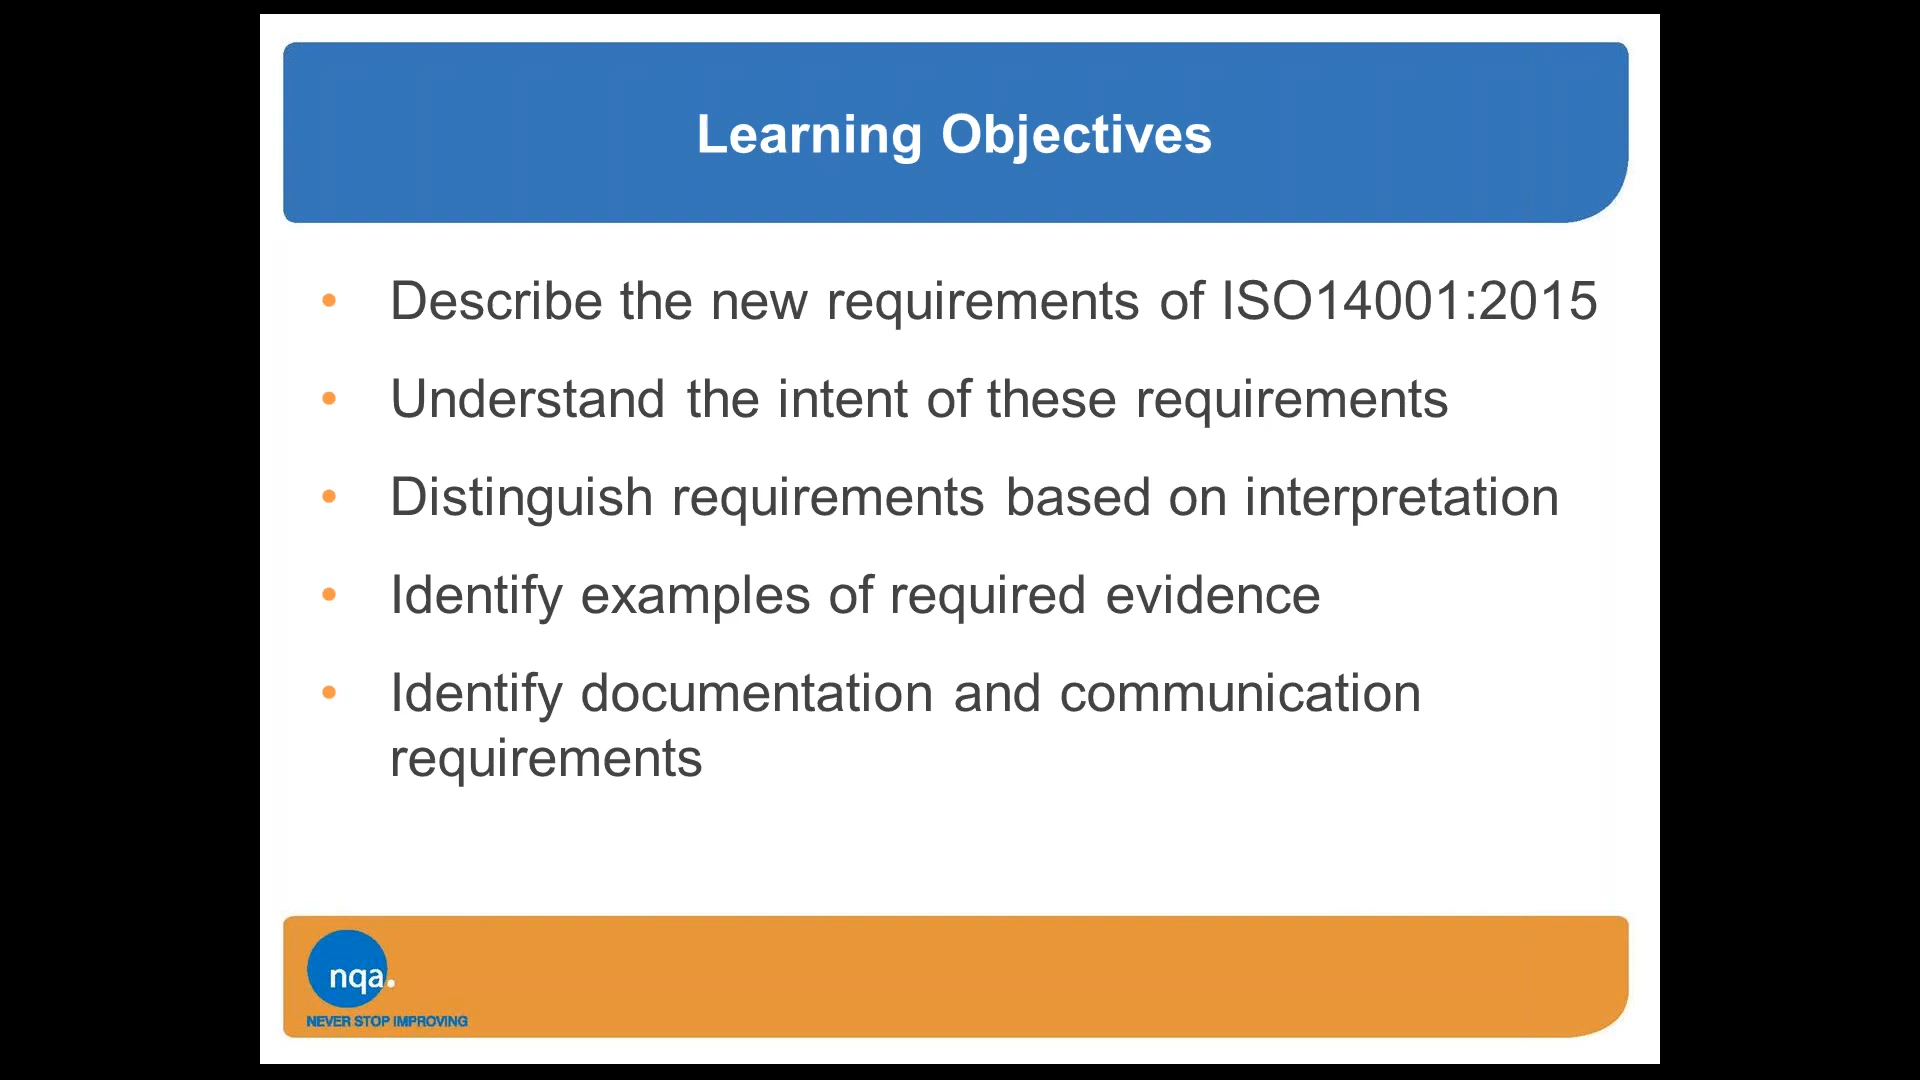 Learning Objectives
• Describe the new requirements of ISO14001:2015
• Understand the intent of these requirements
• Distinguish requirements based on interpretation
• Identify examples of required evidence
• Identify documentation and communication
requirements
nqa.
NEVER STOP IMPROVING